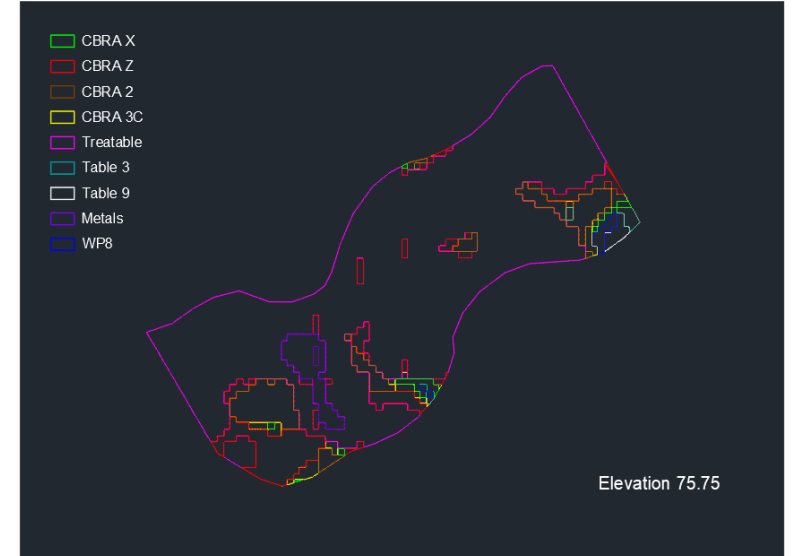 CBRA X
CBRA Z
CBRA 2
CBRA 3C
Treatable
Table 3
Table 9
Metals
WP8
Elevation 75.75